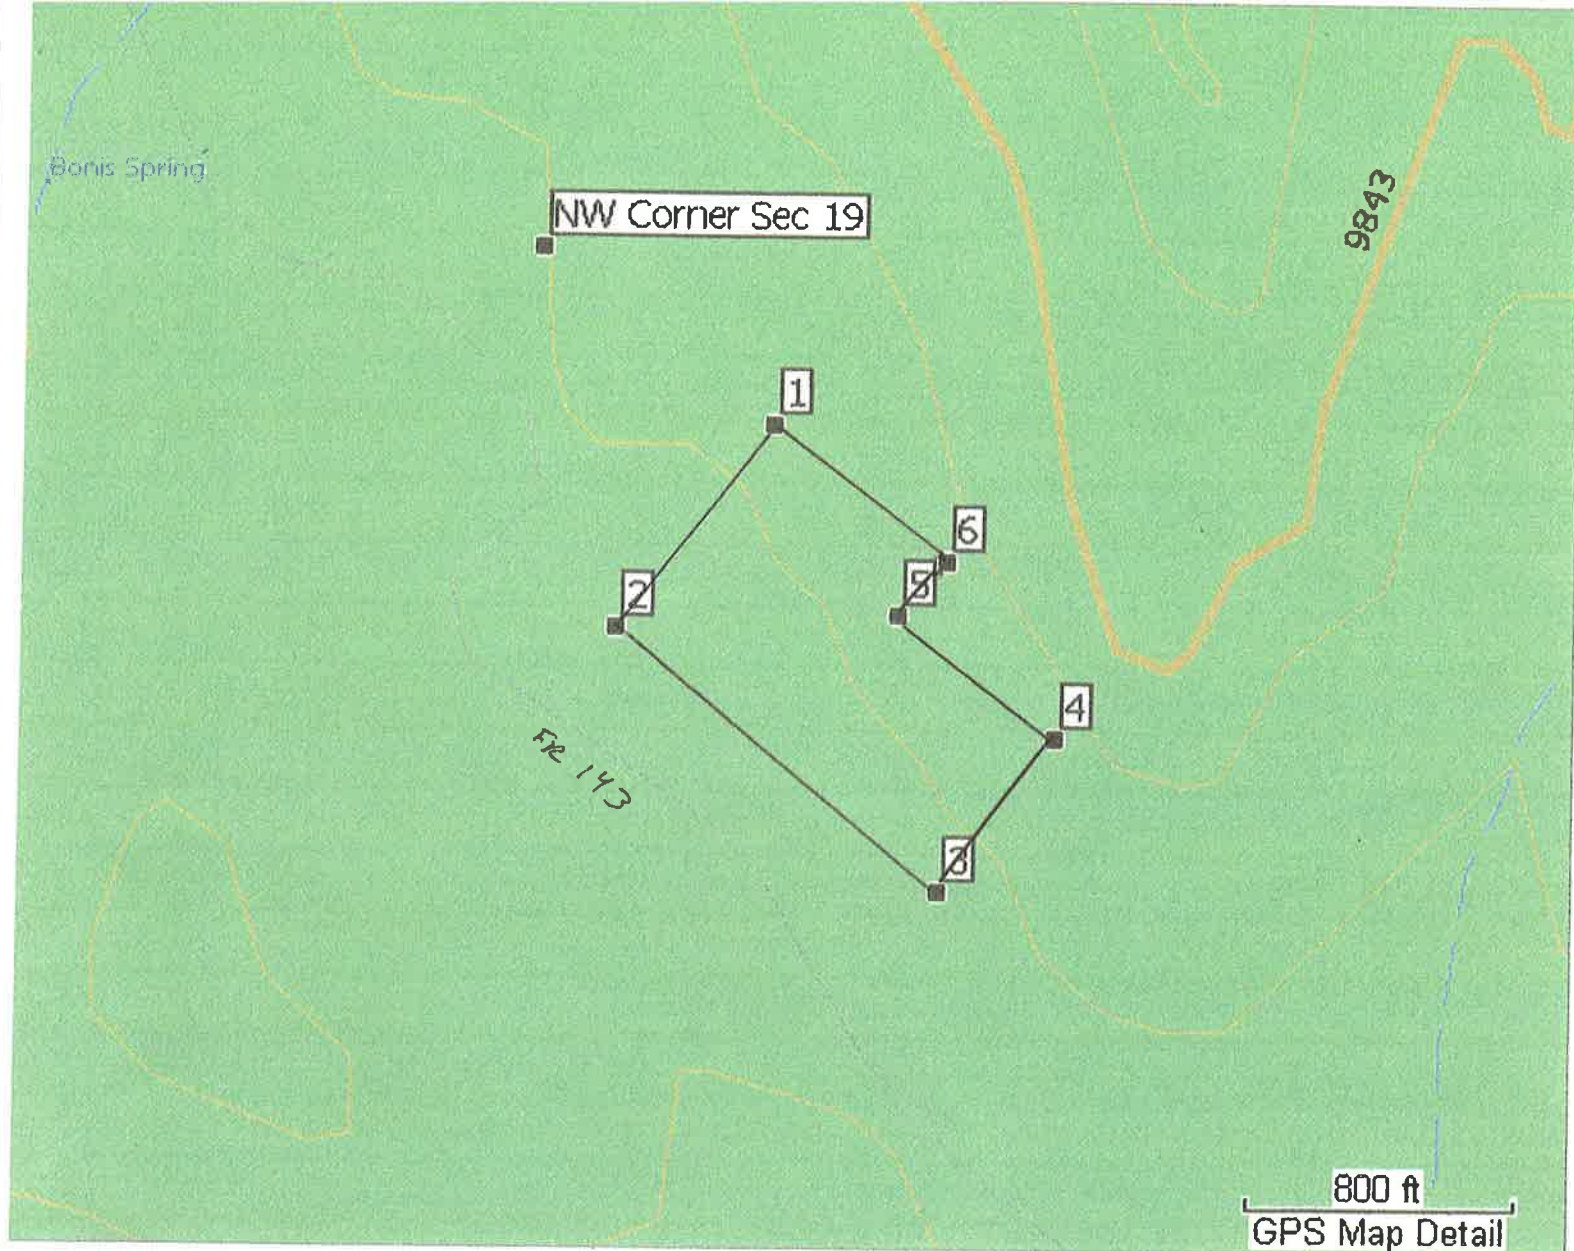 Bonis Spring
NW Corner Sec 19
9843
1
6
5
2
4
FR 143
3
800 ft
GPS Map Detail